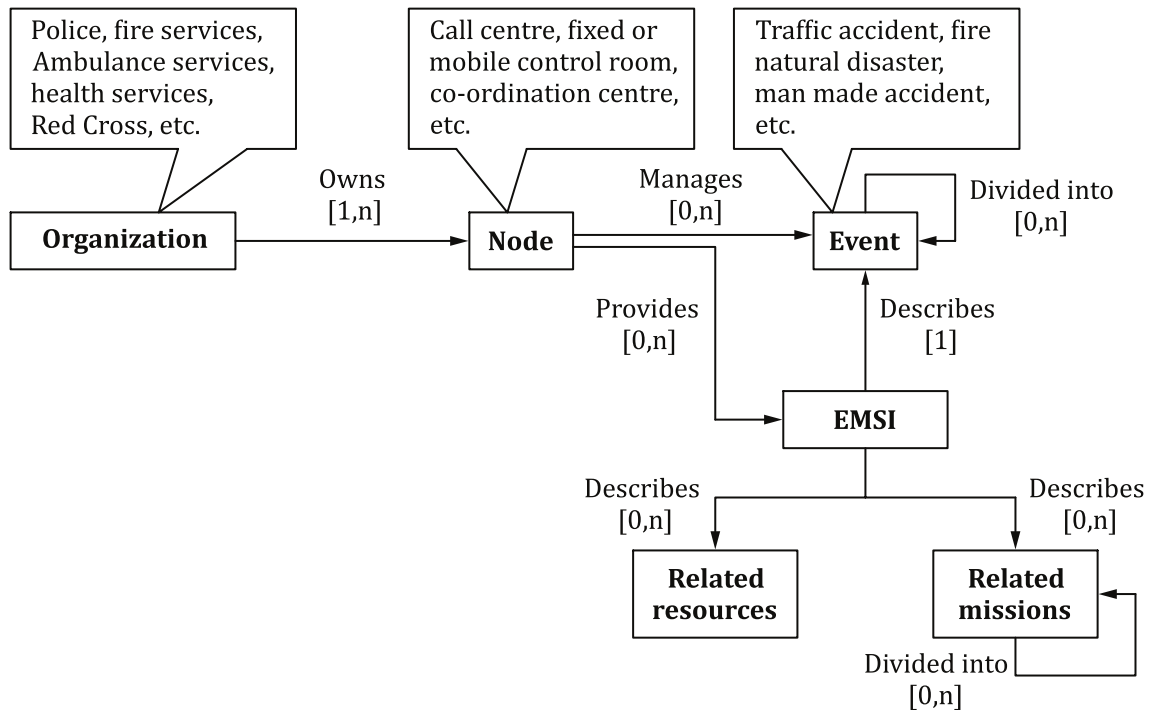 Police, fire services,
Ambulance services,
health services,
Red Cross, etc.
Call centre, fixed or
mobile control room,
co-ordination centre,
etc.
Traffic accident, fire
natural disaster,
man made accident,
etc.
Owns
[1,n]
Manages
[0,n]
Divided into
[0,n]
Organization
Node
Event
Provides
[0,n]
Describes
[1]
EMSI
Describes
[0,n]
Describes
[0,n]
Related
resources
Related
missions
Divided into
[0,n]